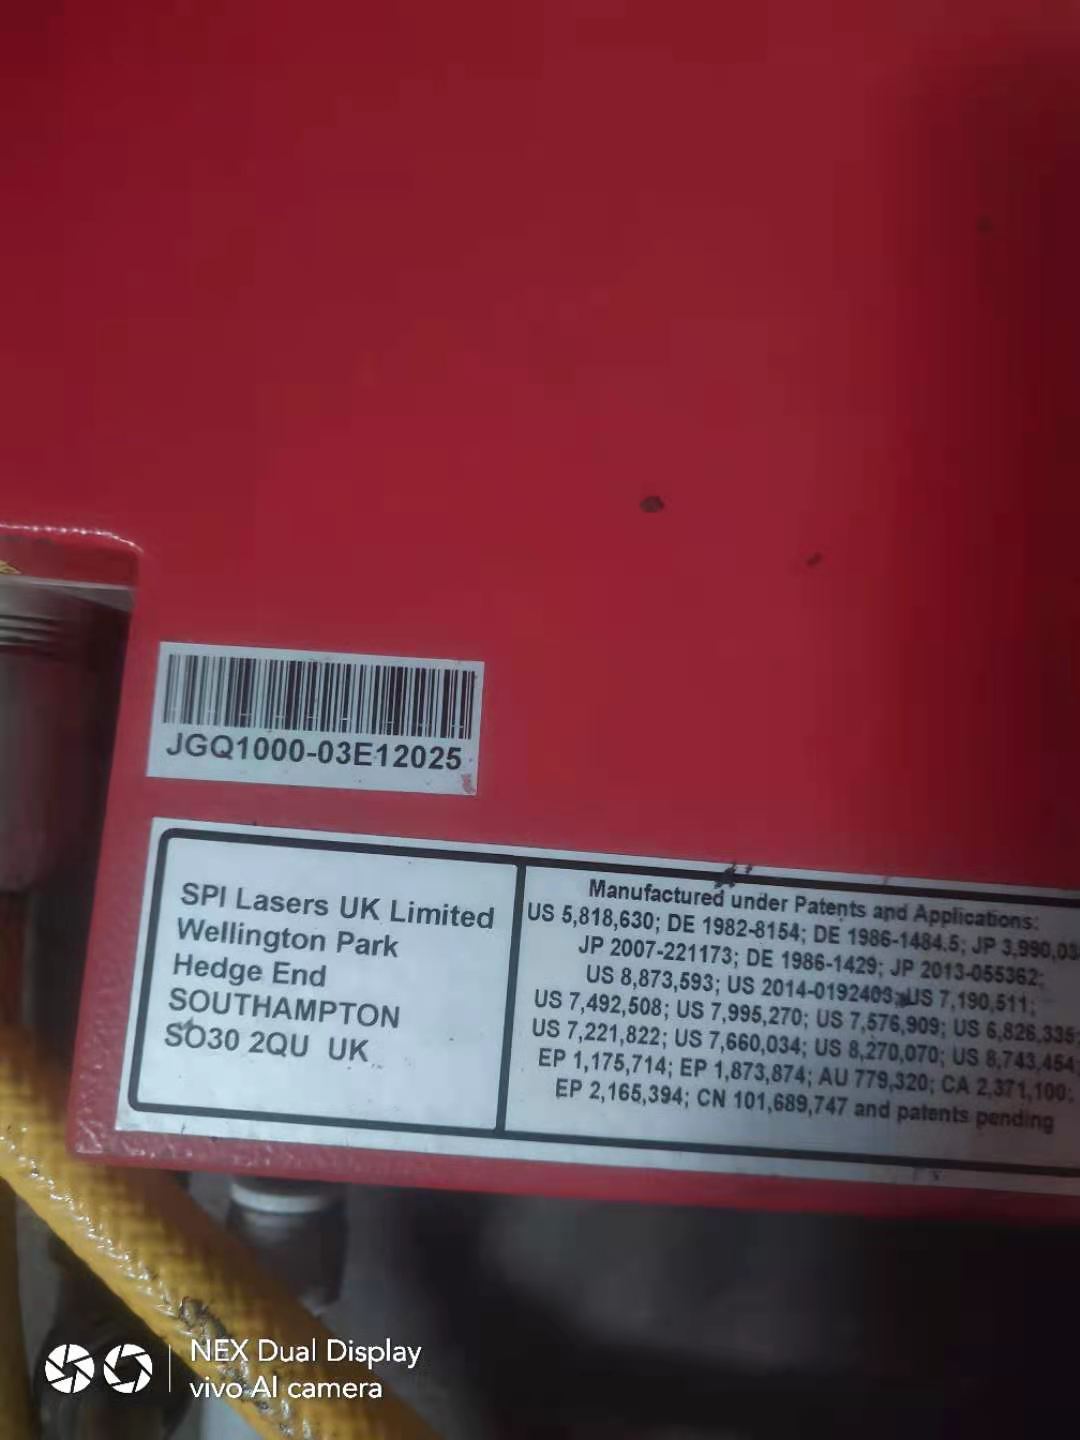 JGQ1000-03E12025
SPI Lasers UK Limited
Wellington Park
Hedge End
SOUTHAMPTON
SO30 2QU UK
Manufactured under Patents and Applications:
US 5,818,630; DE 1982-8154; DE 1986-1484.5; JP 3,990,03
JP 2007-221173; DE 1986-1429; JP 2013-055362;
US 8,873,593; US 2014-0192403; US 7,190,511;
US 7,492,508; US 7,995,270; US 7,576,909; US 6,826,335;
US 7,221,822; US 7,660,034; US 8,270,070; US 8,743,454;
EP 1,175,714; EP 1,873,874; AU 779,320; CA 2,371,100;
EP 2,165,394; CN 101,689,747 and patents pending
NEX Dual Display
vivo AI camera